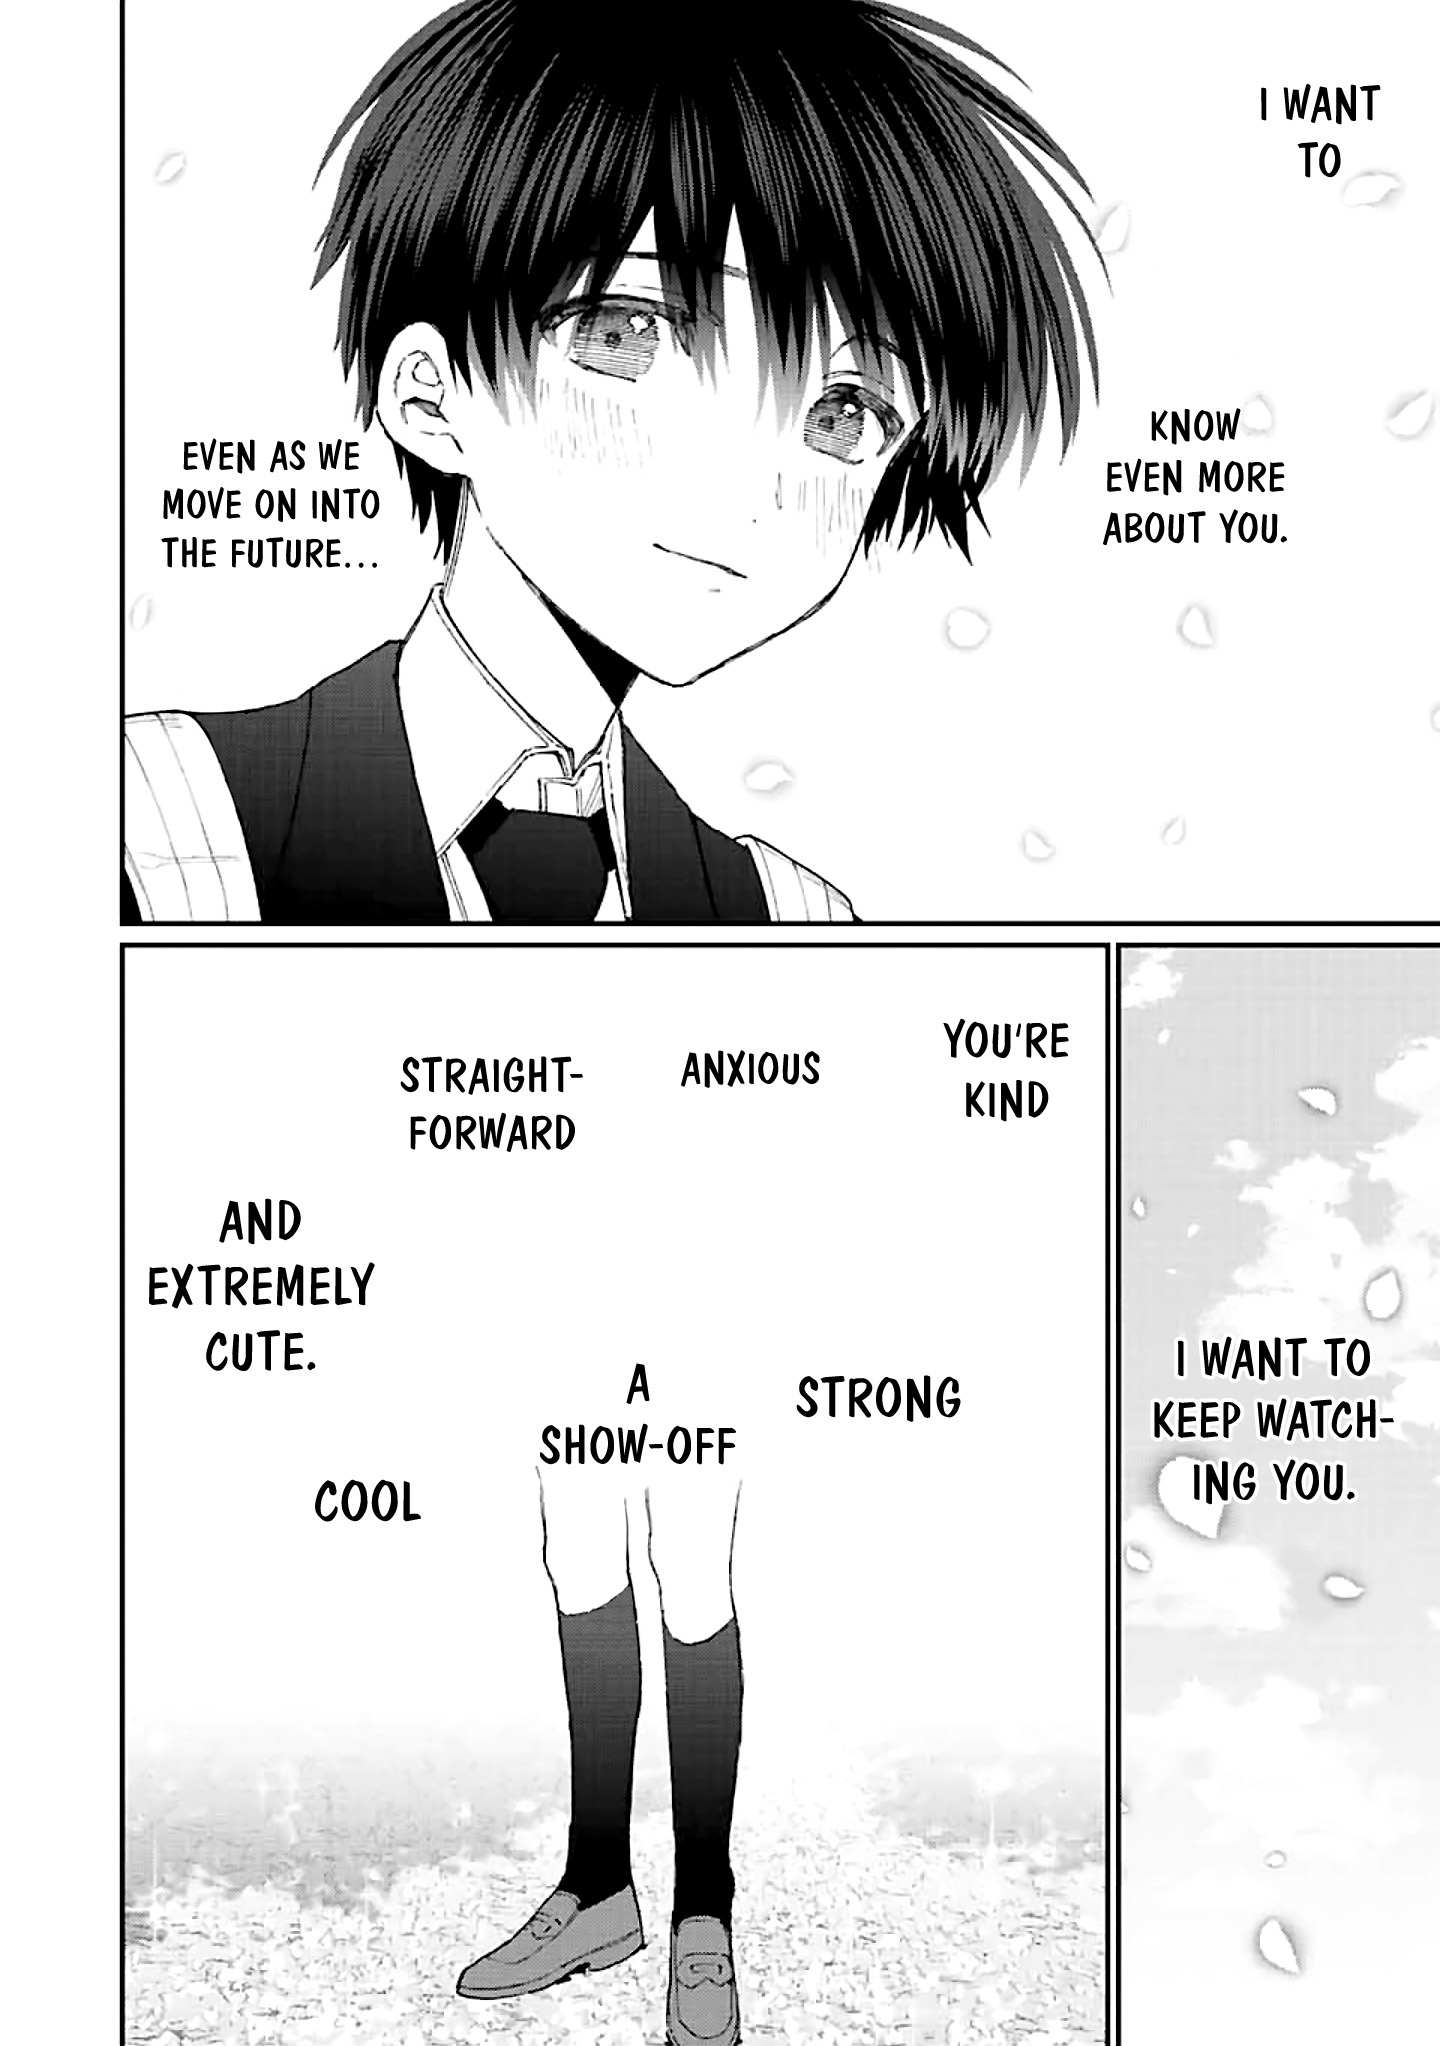 I WANT
TO
KNOW
EVEN MORE
ABOUT YOU.
EVEN AS WE
MOVE ON INTO
THE FUTURE...
I WANT TO
KEEP WATCH-
ING YOU.
YOU'RE
KIND
ANXIOUS
STRAIGHT-
FORWARD
STRONG
A
SHOW-OFF
COOL
AND
EXTREMELY
CUTE.